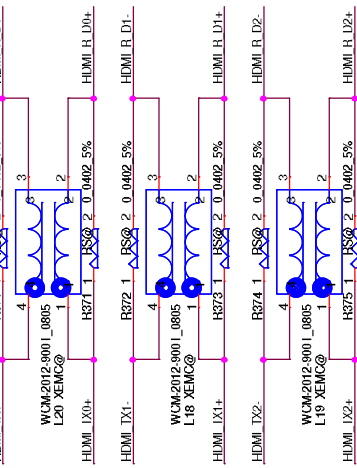 HDMI_R_D0+
HDMI_R_D1-
HDMI_R_D1+
HDMI_R_D2-
HDMI_R_D2+
3
2
3
2
3
2
4
1
4
1
4
1
WCM-2012-900T_0805
L20 XEMC@
R371 1 RS@ 2 0_0402_5%
R372 1 RS@ 2 0_0402_5%
WCM-2012-900T_0805
L18 XEMC@
R373 1 RS@ 2 0_0402_5%
R374 1 RS@ 2 0_0402_5%
WCM-2012-900T_0805
L19 XEMC@
R375 1 RS@ 2 0_0402_5%
HDMI_TX0+
HDMI_TX1-
HDMI_TX1+
HDMI_TX2-
HDMI_TX2+